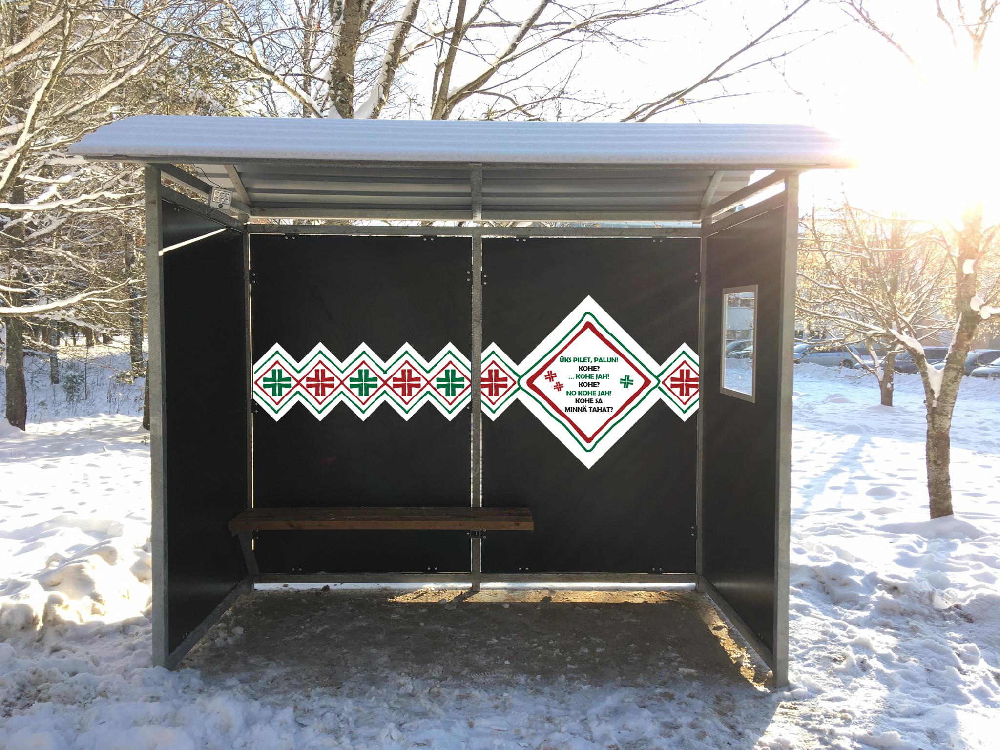 ÜKS PILET, PALUN!
KOHE?
... KOHE JAH!
KOHE?
NO KOHE JAH!
KOHE SA
MINNÄ TAHAT?